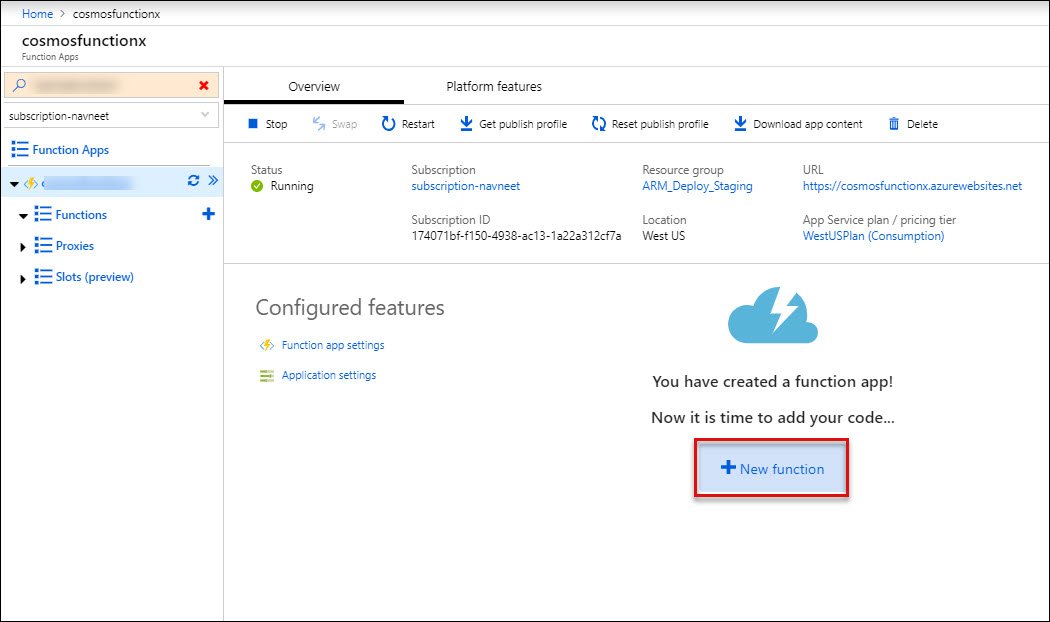 Home > cosmosfunctionx
cosmosfunctionx
Function Apps
subscription-navneet
Function Apps
Functions
Proxies
Slots (preview)
Overview Platform features
Stop Swap Restart Get publish profile Reset publish profile Download app content Delete
Status Subscription Resource group URL
Running subscription-navneet ARM_Deploy_Staging https://cosmosfunctionx.azurewebsites.net
Subscription ID Location App Service plan / pricing tier
174071bf-f150-4938-ac13-1a22a312cf7a West US WestUSPlan (Consumption)
Configured features
Function app settings
Application settings
You have created a function app!
Now it is time to add your code...
New function